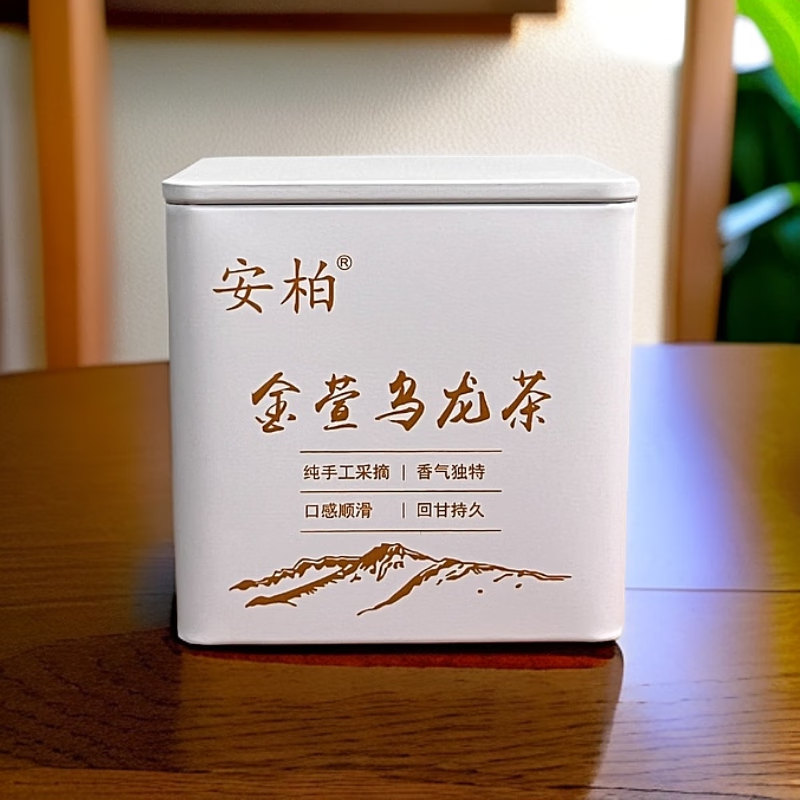 安柏®
金萱乌龙茶
纯手工采摘 | 香气独特
口感顺滑 | 回甘持久